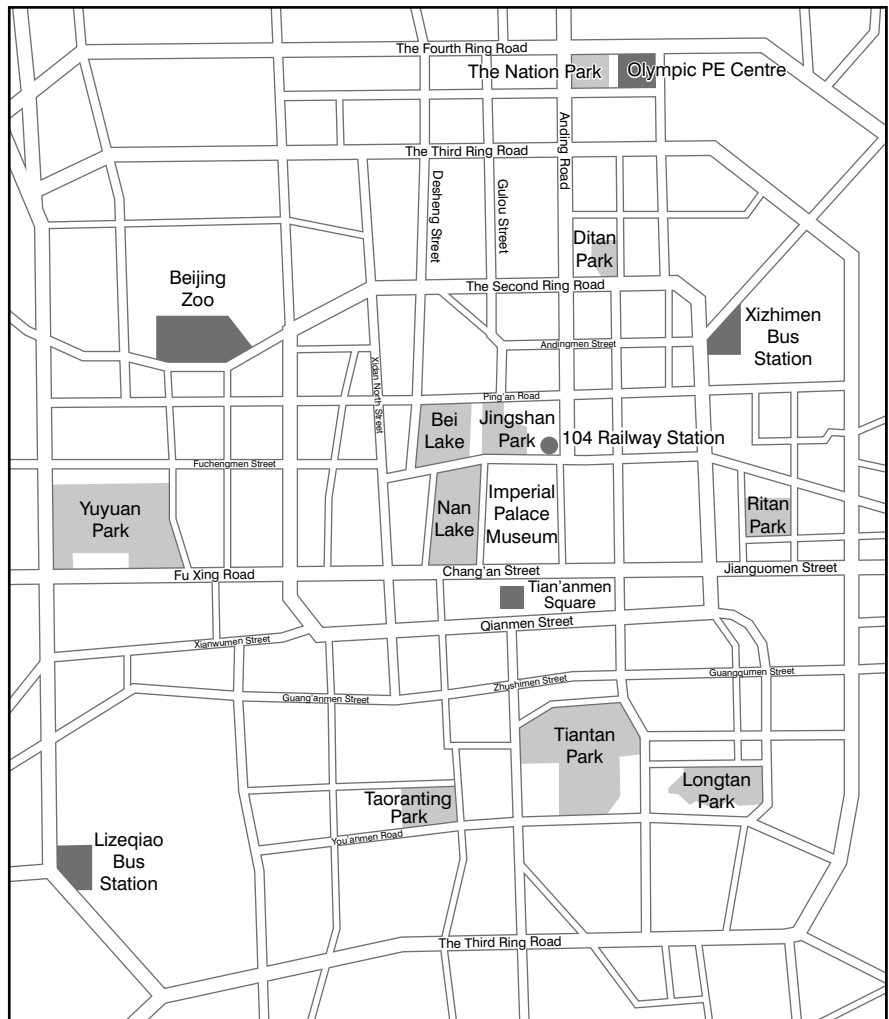 The Fourth Ring Road
The Nation Park
Olympic PE Centre
Anding Road
The Third Ring Road
Desheng Street
Gulou Street
Ditan
Park
Beijing
Zoo
The Second Ring Road
Xizhimen
Bus
Station
Andingmen Street
Xidan North Street
Ping'an Road
Bei
Lake
Jingshan
Park
104 Railway Station
Fuchengmen Street
Yuyuan
Park
Nan
Lake
Imperial
Palace
Museum
Ritan
Park
Fu Xing Road
Chang'an Street
Jianguomen Street
Tian'anmen
Square
Qianmen Street
Xianwumen Street
Zhushimen Street
Guangqumen Street
Guang'anmen Street
Tiantan
Park
Longtan
Park
Taoranting
Park
You'anmen Road
Lizeqiao
Bus
Station
The Third Ring Road